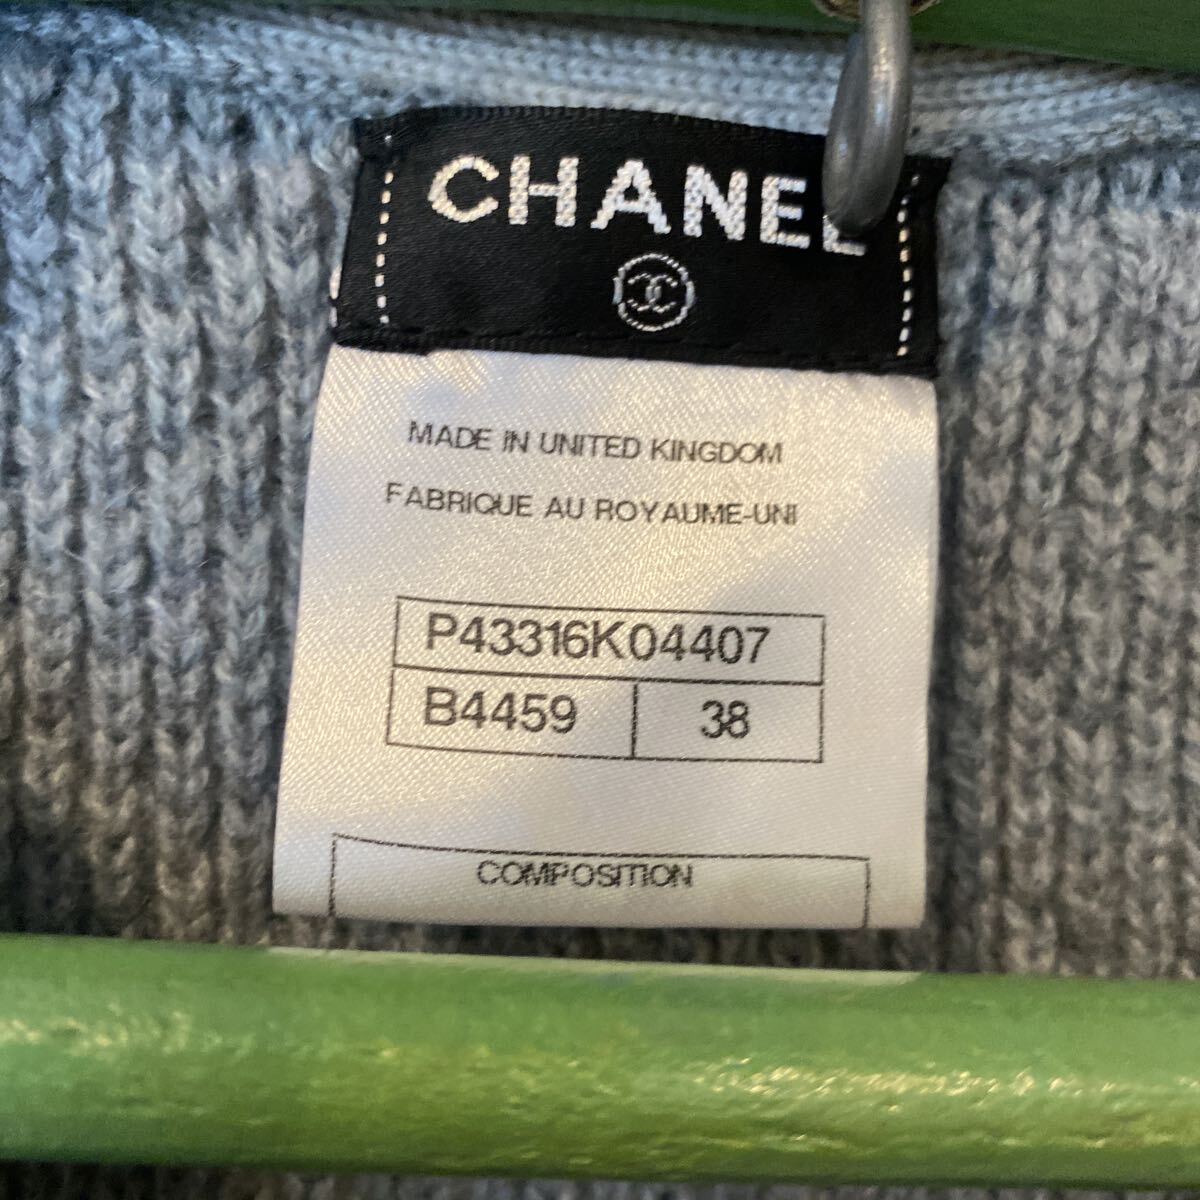 CHANEL
MADE IN UNITED KINGDOM
FABRIQUE AU ROYAUME-UNI
P43316K04407
B4459 38
COMPOSITION